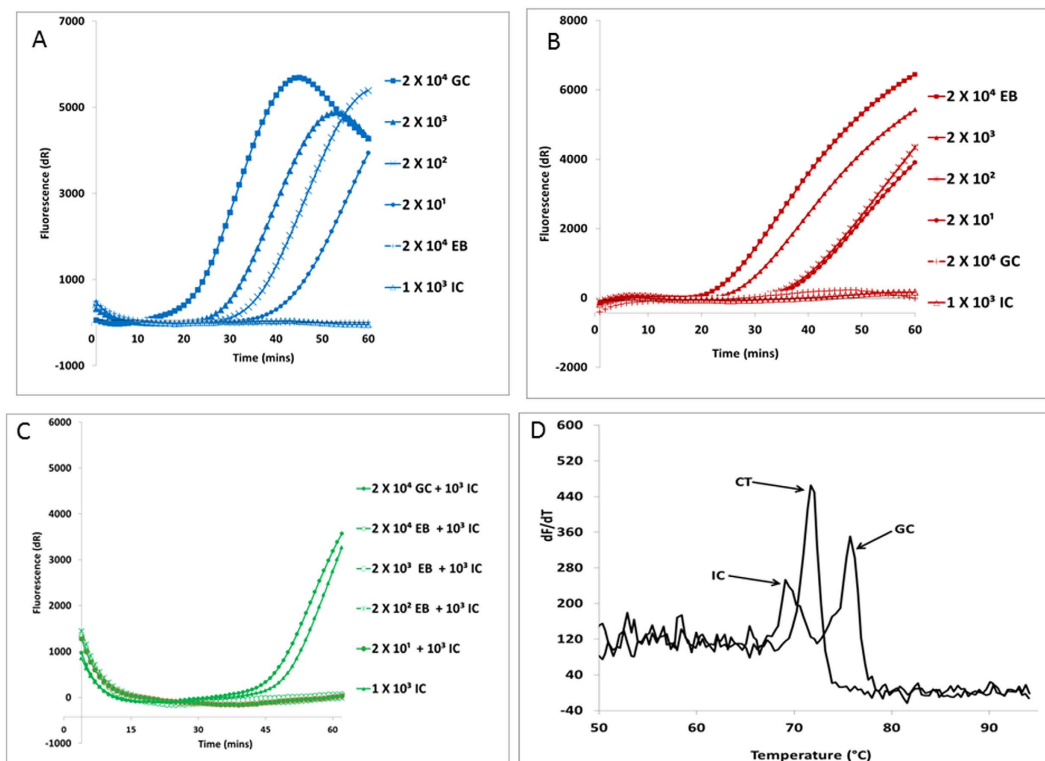 A
7000
5000
3000
1000
-1000
Fluorescence (dR)
0 10 20 30 40 50 60
Time (mins)
2 X 10⁴ GC
2 X 10³
2 X 10²
2 X 10¹
2 X 10⁴ EB
1 X 10³ IC
B
8000
6000
4000
2000
0
-2000
Fluorescence (dR)
0 10 20 30 40 50 60
Time (mins)
2 X 10⁴ EB
2 X 10³
2 X 10²
2 X 10¹
2 X 10⁴ GC
1 X 10³ IC
C
6000
5000
4000
3000
2000
1000
0
-1000
Fluorescence (dR)
0 15 30 45 60
Time (mins)
2 X 10⁴ GC + 10³ IC
2 X 10⁴ EB + 10³ IC
2 X 10³ EB + 10³ IC
2 X 10² EB + 10³ IC
2 X 10¹ + 10³ IC
1 X 10³ IC
D
600
520
440
360
280
200
120
40
-40
dF/dT
CT
GC
IC
50 60 70 80 90
Temperature (°C)